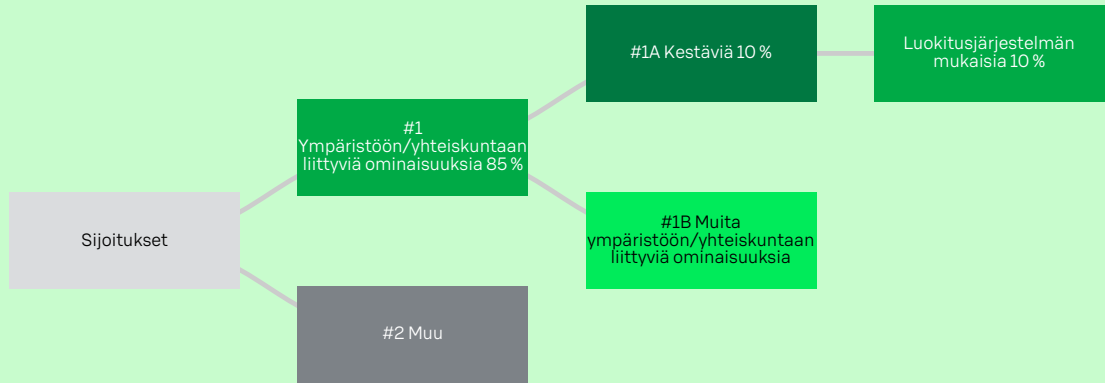 #1A Kestäviä 10 %
Luokitusjärjestelmän
mukaisia 10 %
#1
Ympäristöön/yhteiskuntaan
liittyviä ominaisuuksia 85 %
Sijoitukset
#1B Muita
ympäristöön/yhteiskuntaan
liittyviä ominaisuuksia
#2 Muu